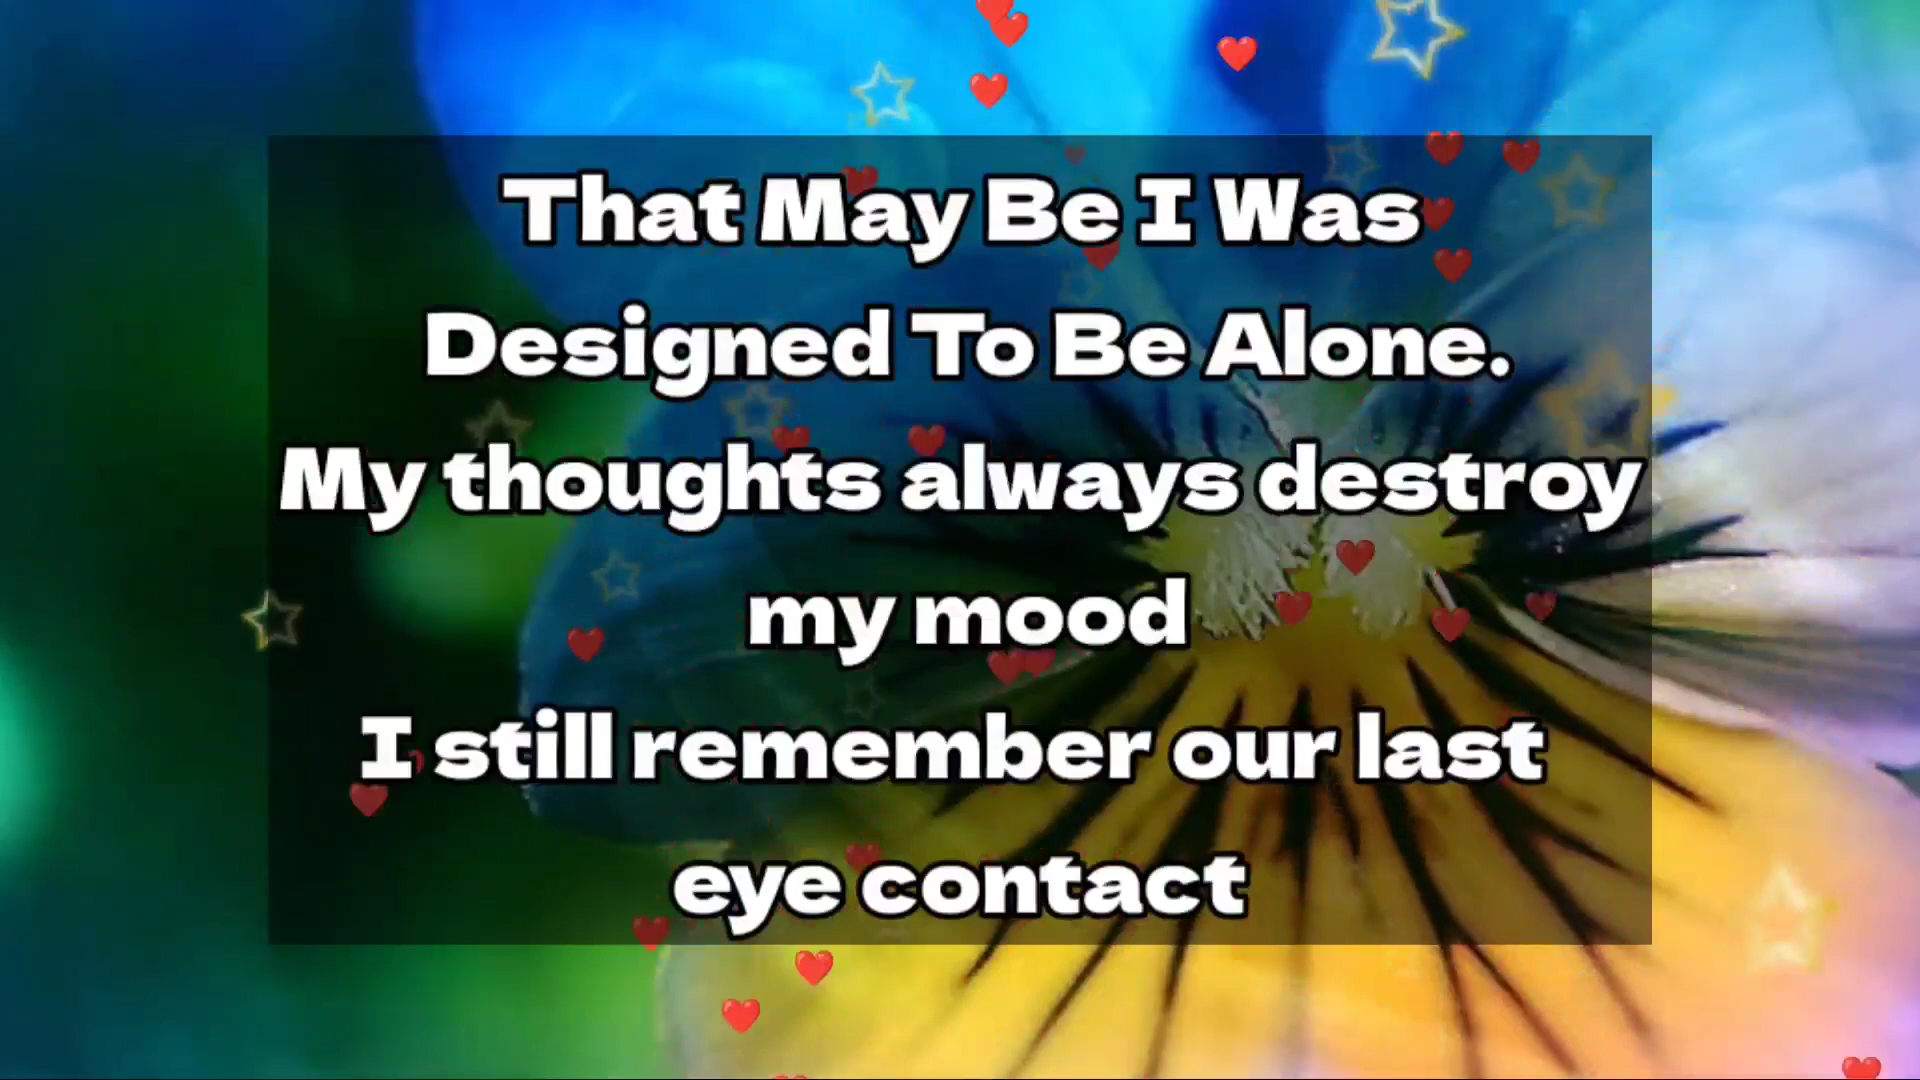 That May Be I Was
Designed To Be Alone.
My thoughts always destroy
my mood
I still remember our last
eye contact